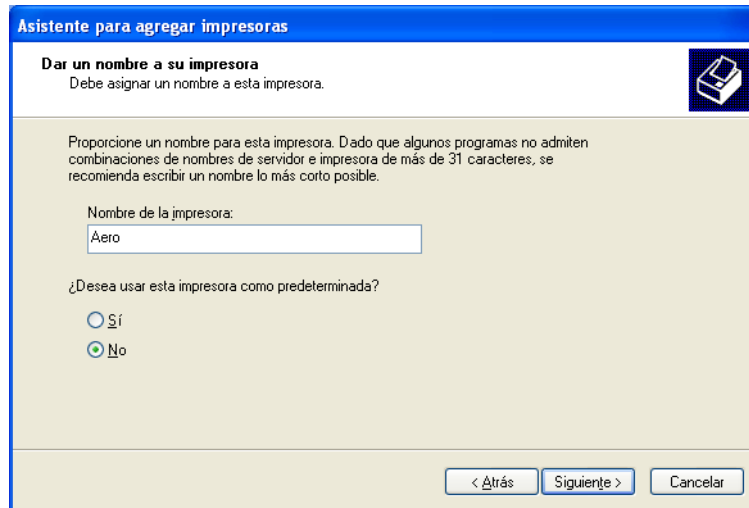 Asistente para agregar impresoras
Dar un nombre a su impresora
Debe asignar un nombre a esta impresora.
Proporcione un nombre para esta impresora. Dado que algunos programas no admiten
combinaciones de nombres de servidor e impresora de más de 31 caracteres, se
recomienda escribir un nombre lo más corto posible.
Nombre de la impresora:
Aero
¿Desea usar esta impresora como predeterminada?
Sí
No
< Atrás Siguiente > Cancelar